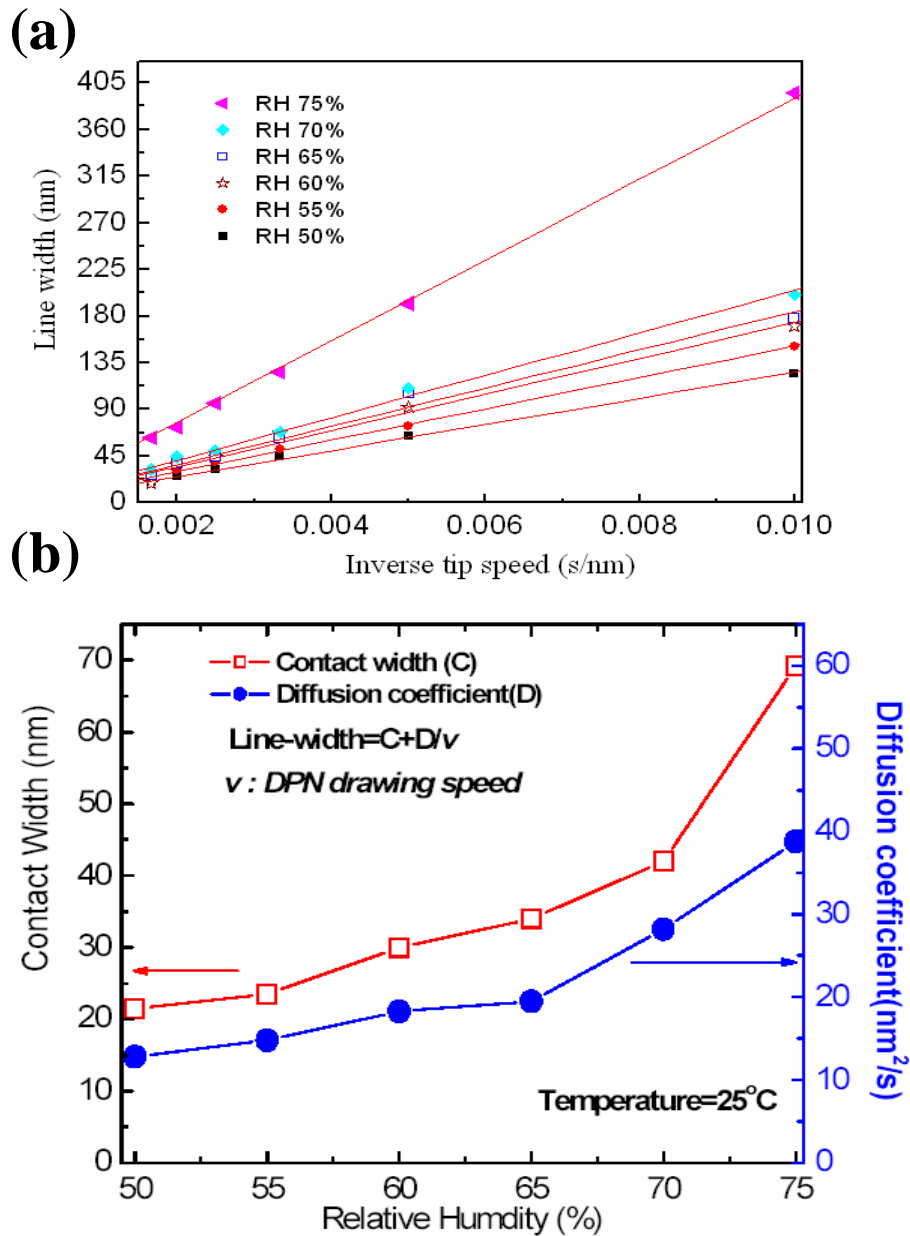 (a)
405
360
315
270
225
180
135
90
45
0
Line width (nm)
RH 75%
RH 70%
RH 65%
RH 60%
RH 55%
RH 50%
0.002
0.004
0.006
0.008
0.010
Inverse tip speed (s/nm)
(b)
70
60
50
40
30
20
10
0
Contact Width (nm)
Contact width (C)
Diffusion coefficient(D)
Line-width=C+D/v
v : DPN drawing speed
Temperature=25°C
60
50
40
30
20
10
0
Diffusion coefficient(nm²/s)
50
55
60
65
70
75
Relative Humdity (%)